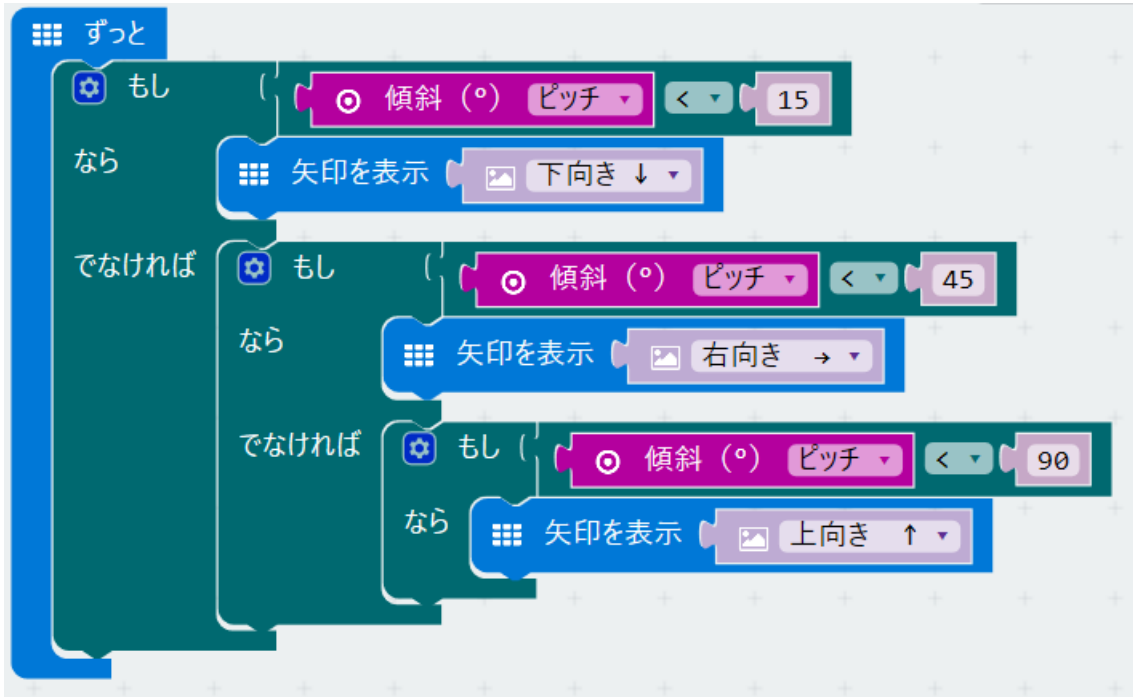 ずっと
もし 傾斜 (°) ピッチ < 15
なら 矢印を表示 下向き ↓
でなければ もし 傾斜 (°) ピッチ < 45
なら 矢印を表示 右向き →
でなければ もし 傾斜 (°) ピッチ < 90
なら 矢印を表示 上向き ↑